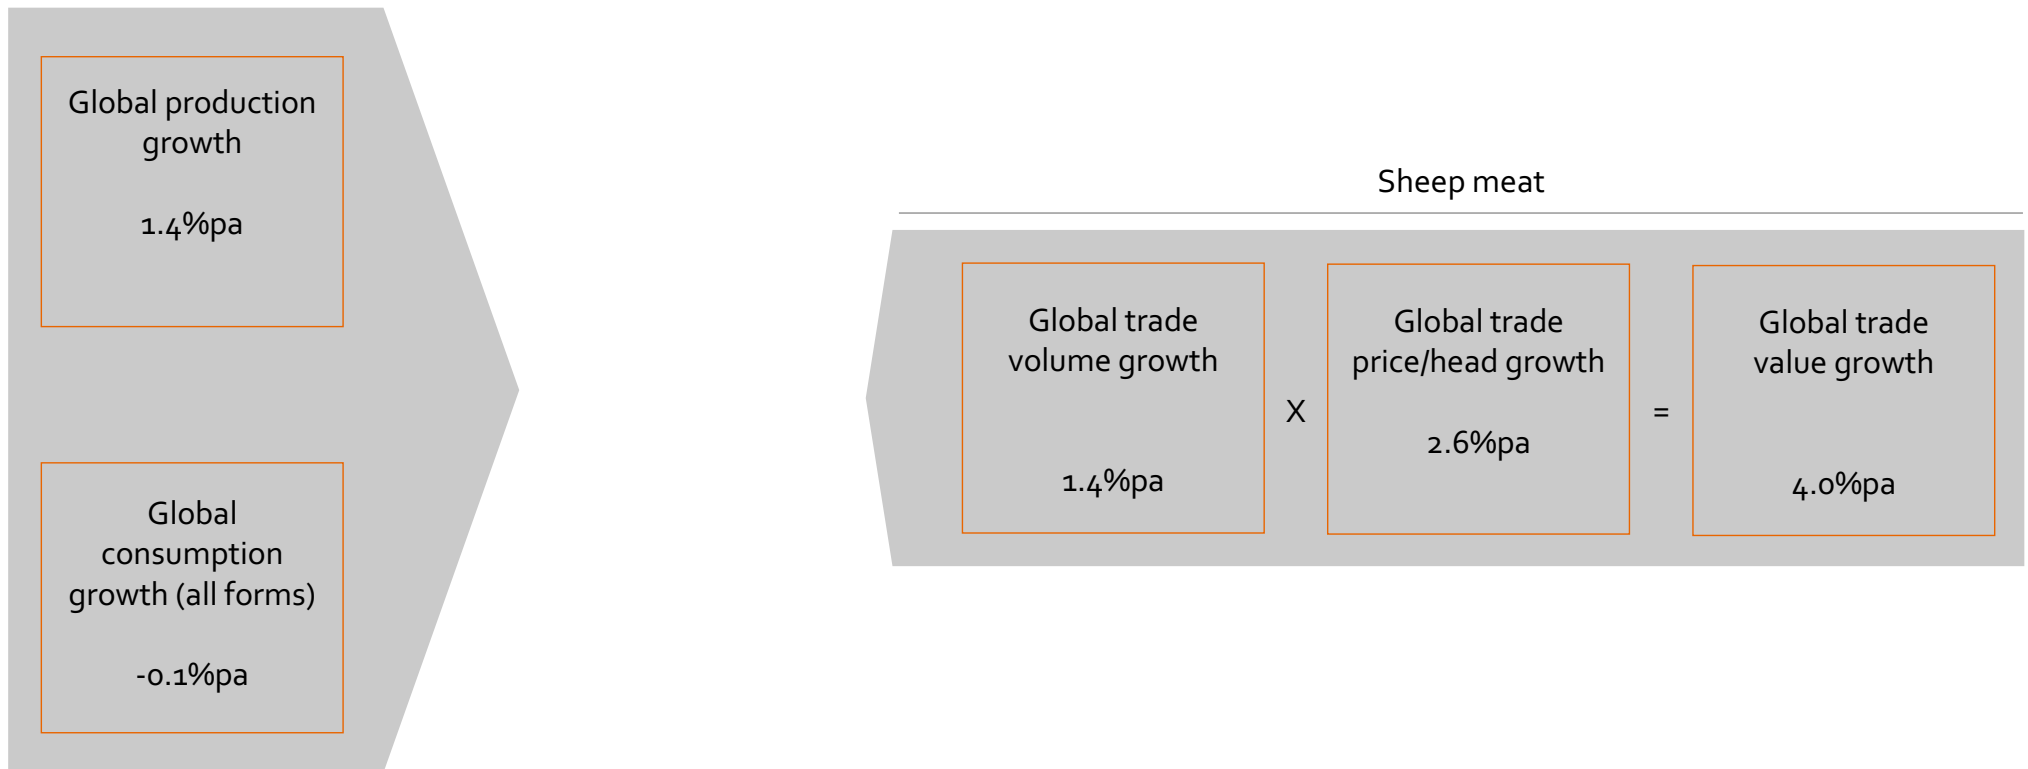 Global production
growth
1.4%pa
Global
consumption
growth (all forms)
-0.1%pa
Sheep meat
Global trade
volume growth
1.4%pa
X
Global trade
price/head growth
2.6%pa
=
Global trade
value growth
4.0%pa